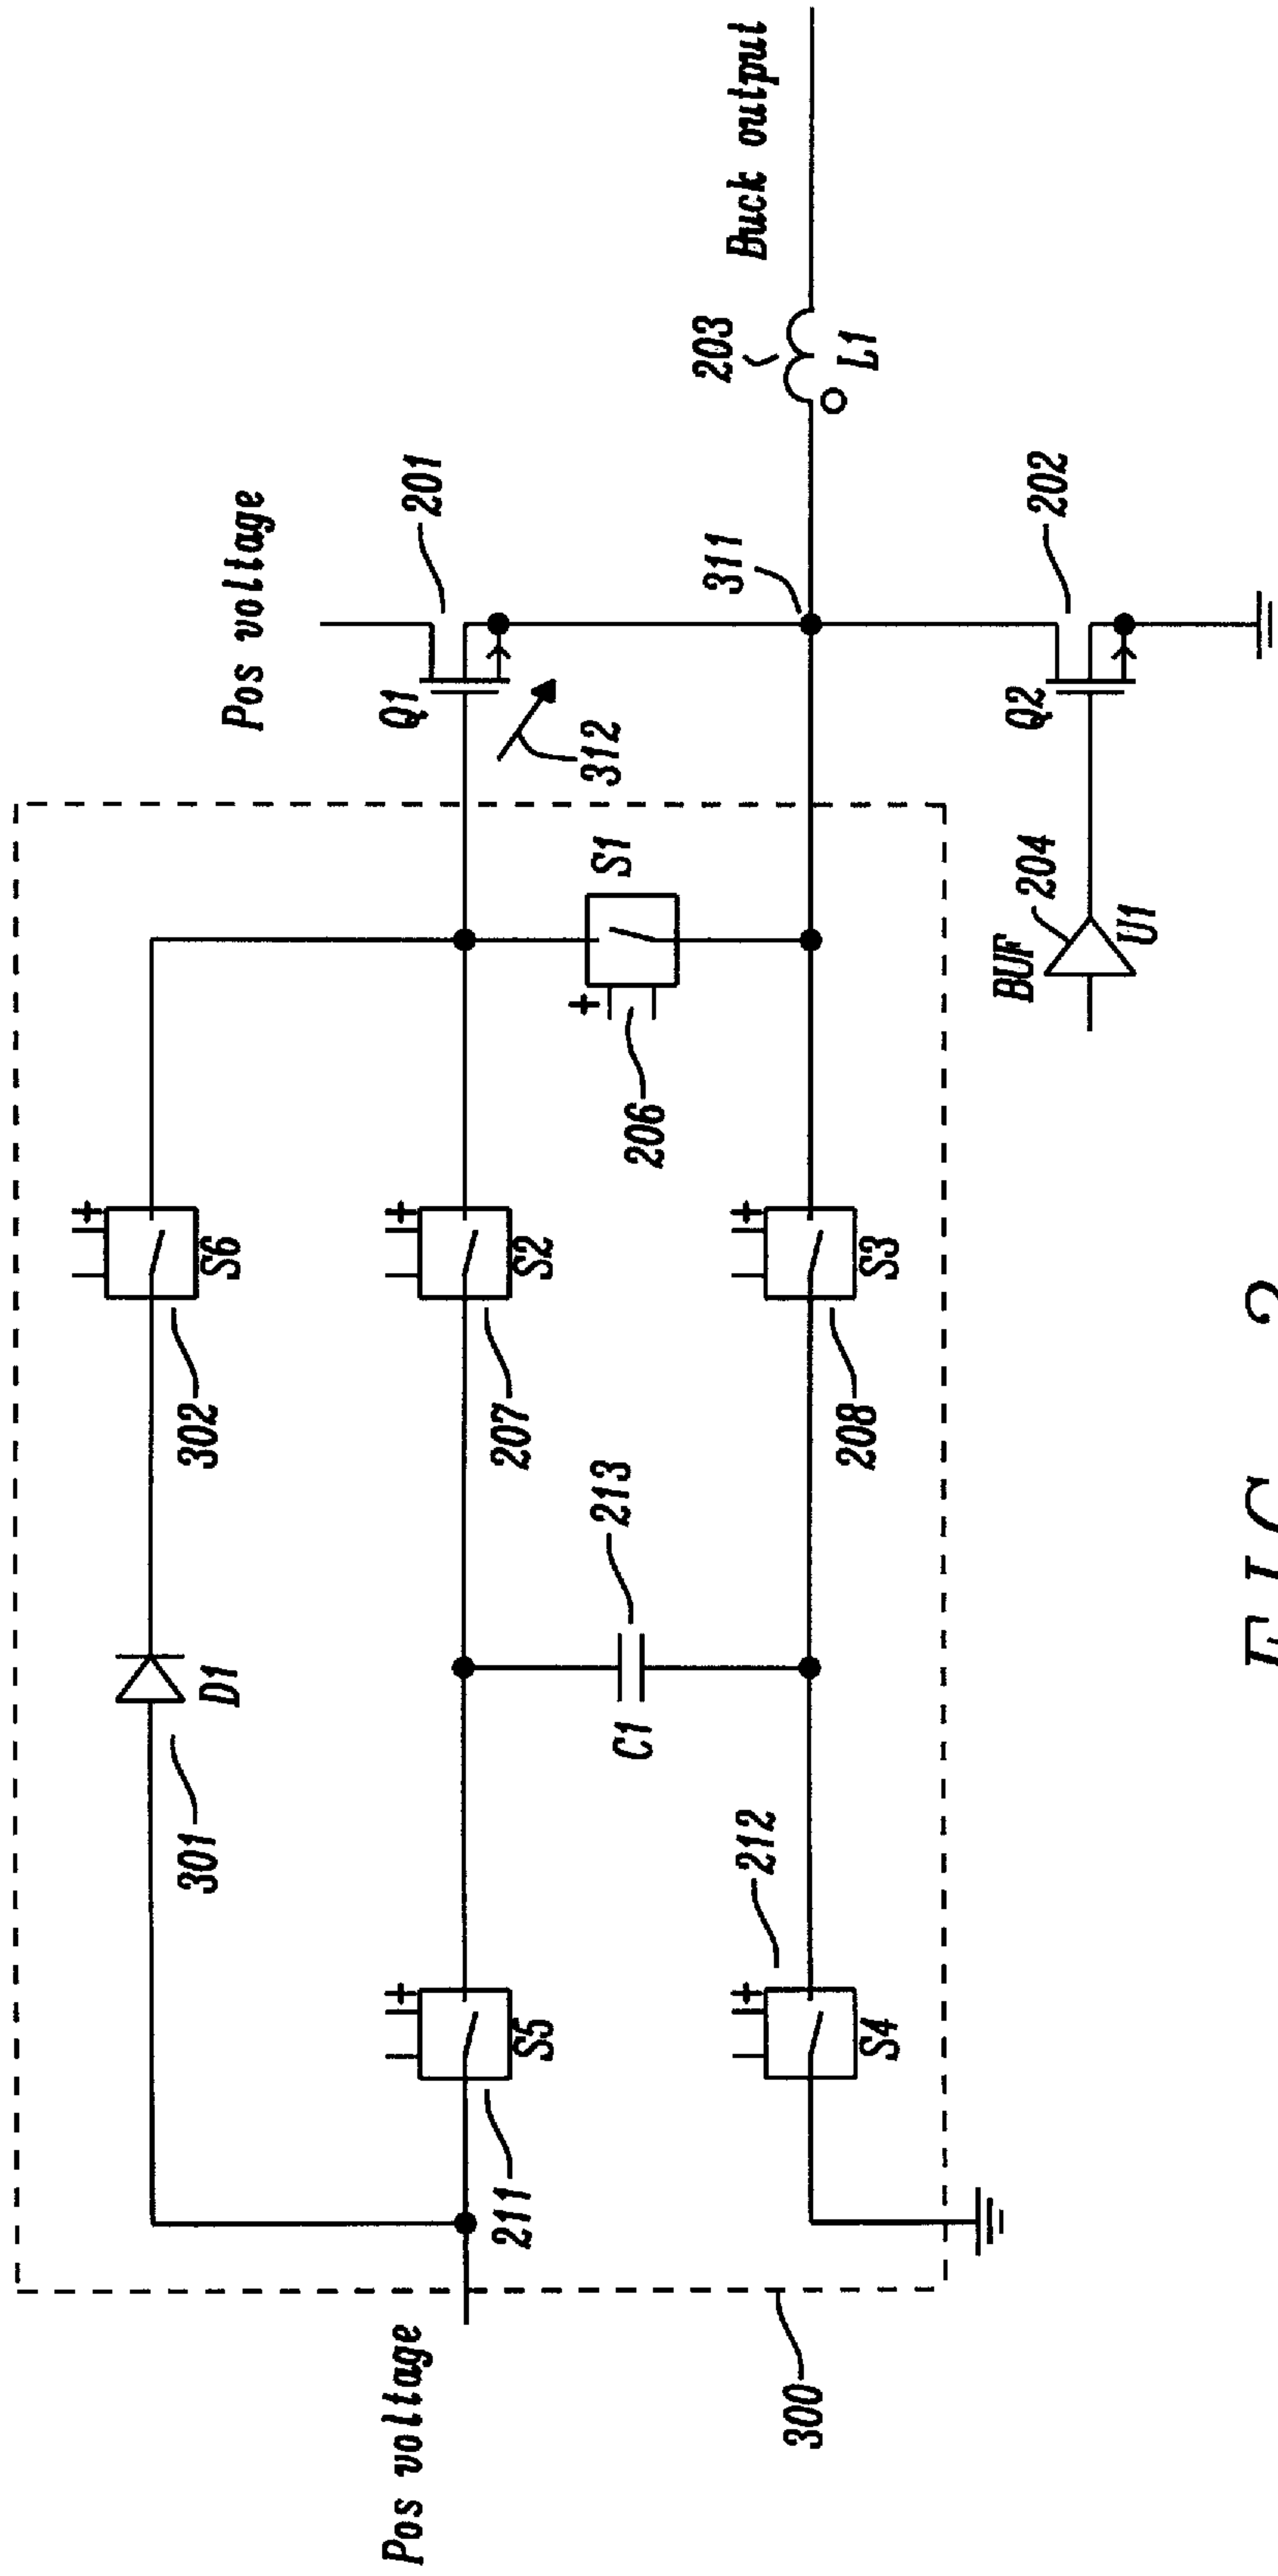 Pos voltage
Q1
201
312
Buck output
203
L1
311
Q2
202
BUF
204
U1
S1
206
S6
302
S2
207
S3
208
D1
301
C1
213
S5
211
S4
212
Pos voltage
300
FIG.